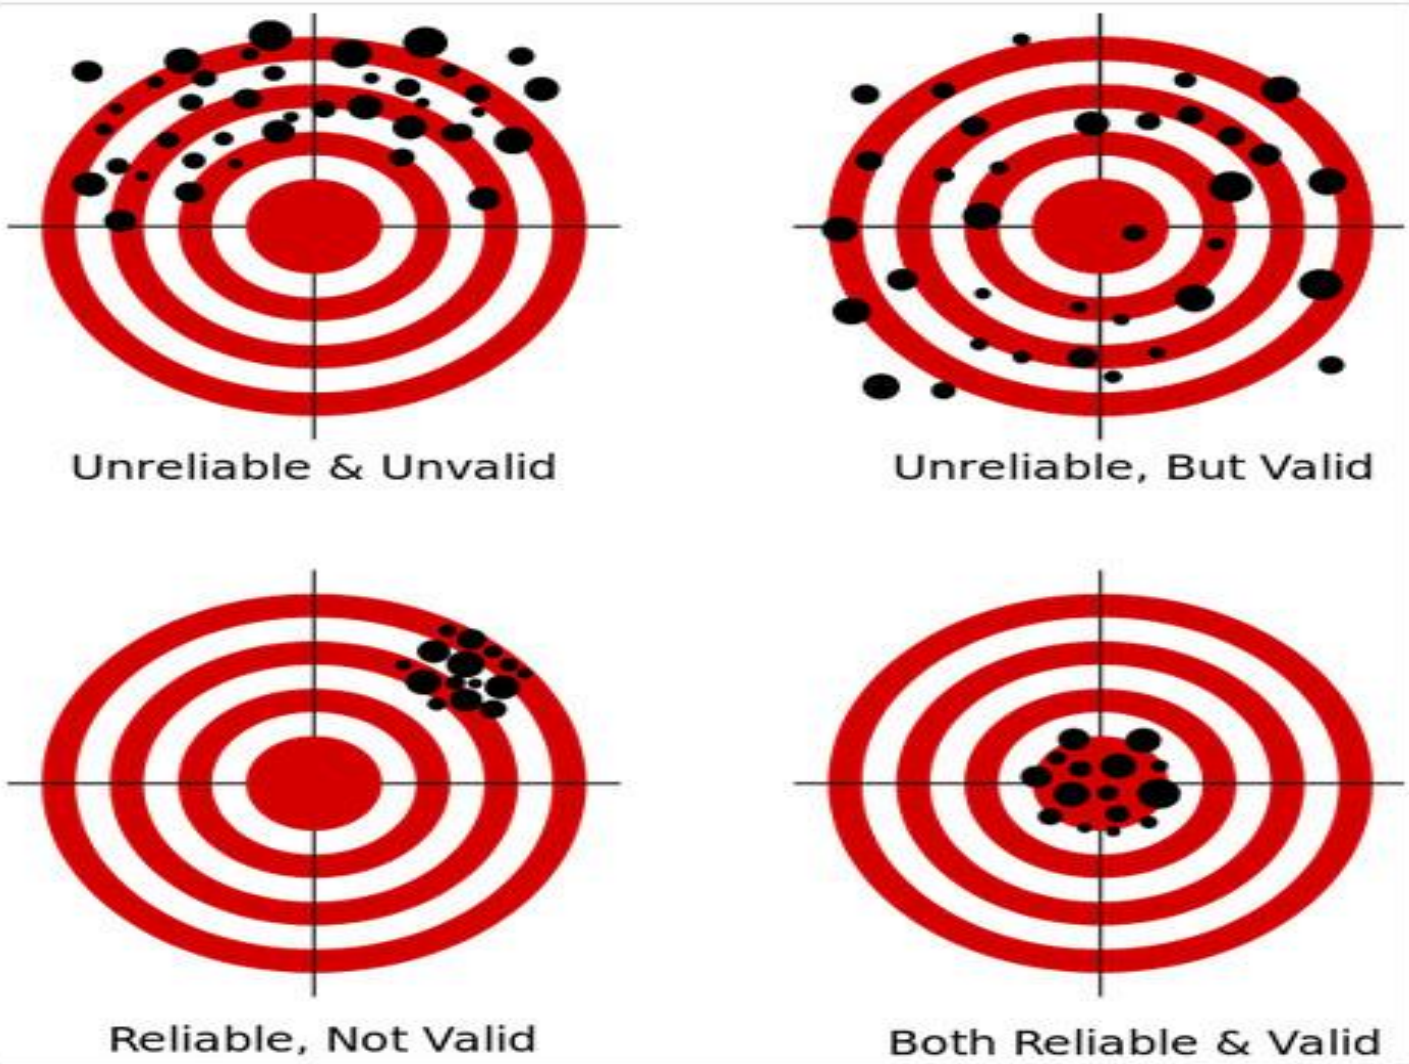 Unreliable & Unvalid
Unreliable, But Valid
Reliable, Not Valid
Both Reliable & Valid